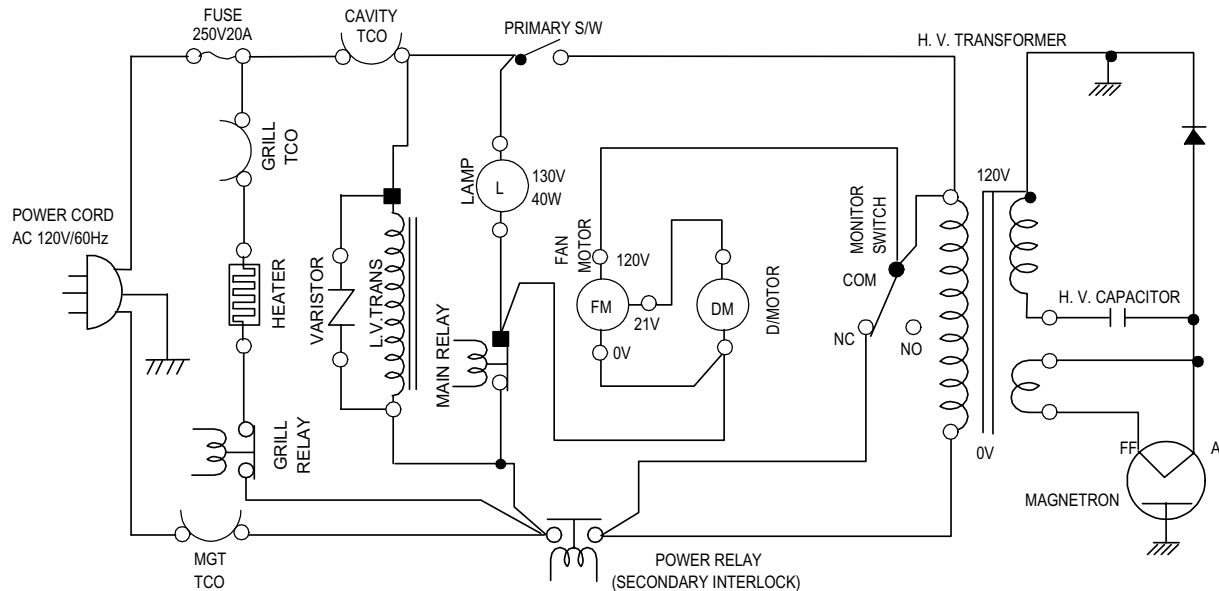 FUSE
250V20A
CAVITY
TCO
PRIMARY S/W
H. V. TRANSFORMER
GRILL
TCO
POWER CORD
AC 120V/60Hz
HEATER
VARISTOR
L.V.TRANS
LAMP
L
130V
40W
MAIN RELAY
FAN
MOTOR
120V
FM
21V
0V
DM
D/MOTOR
MONITOR
SWITCH
COM
NC
NO
120V
0V
H. V. CAPACITOR
GRILL
RELAY
FF
A
MAGNETRON
MGT
TCO
POWER RELAY
(SECONDARY INTERLOCK)